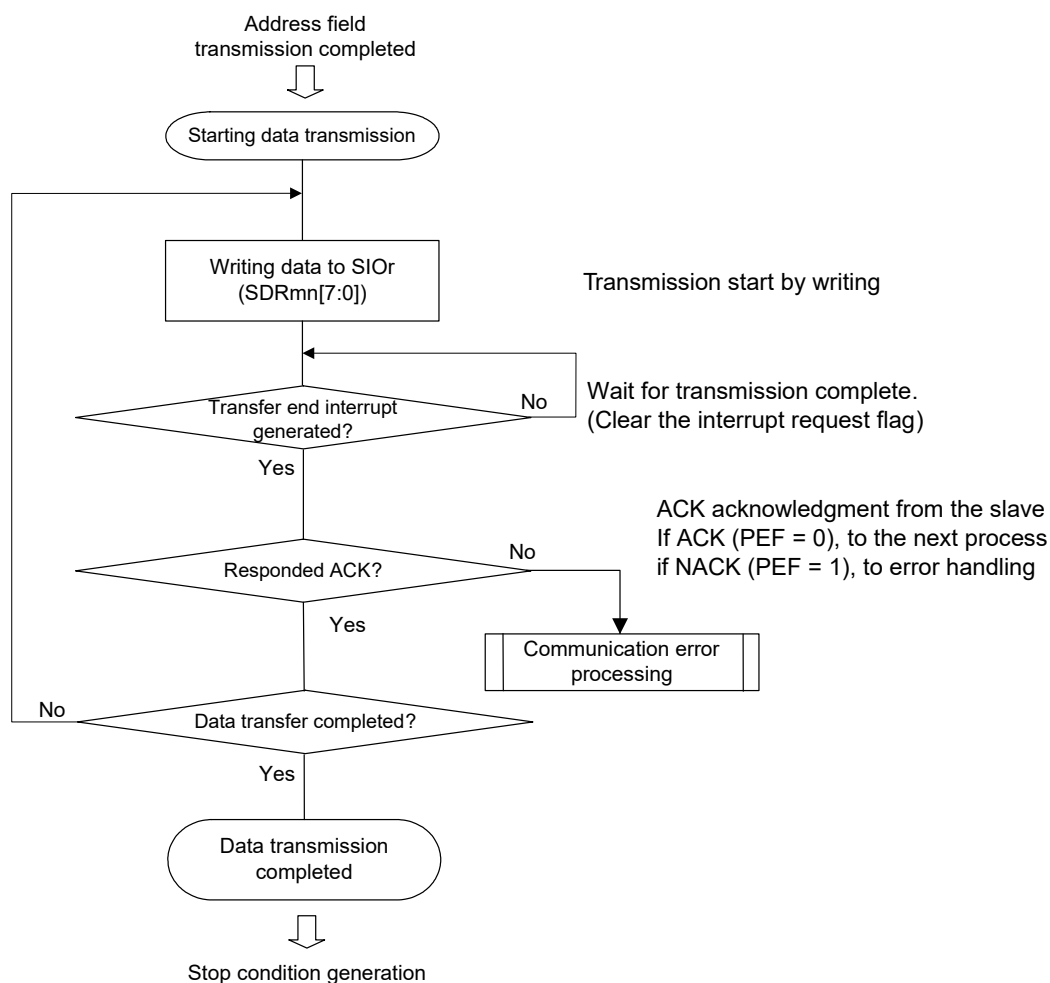 Address field
transmission completed
Starting data transmission
Writing data to SIOr
(SDRmn[7:0])
Transmission start by writing
Transfer end interrupt
generated?
No
Wait for transmission complete.
(Clear the interrupt request flag)
Yes
ACK acknowledgment from the slave
If ACK (PEF = 0), to the next process
if NACK (PEF = 1), to error handling
Responded ACK?
No
Yes
Communication error
processing
Data transfer completed?
No
Yes
Data transmission
completed
Stop condition generation